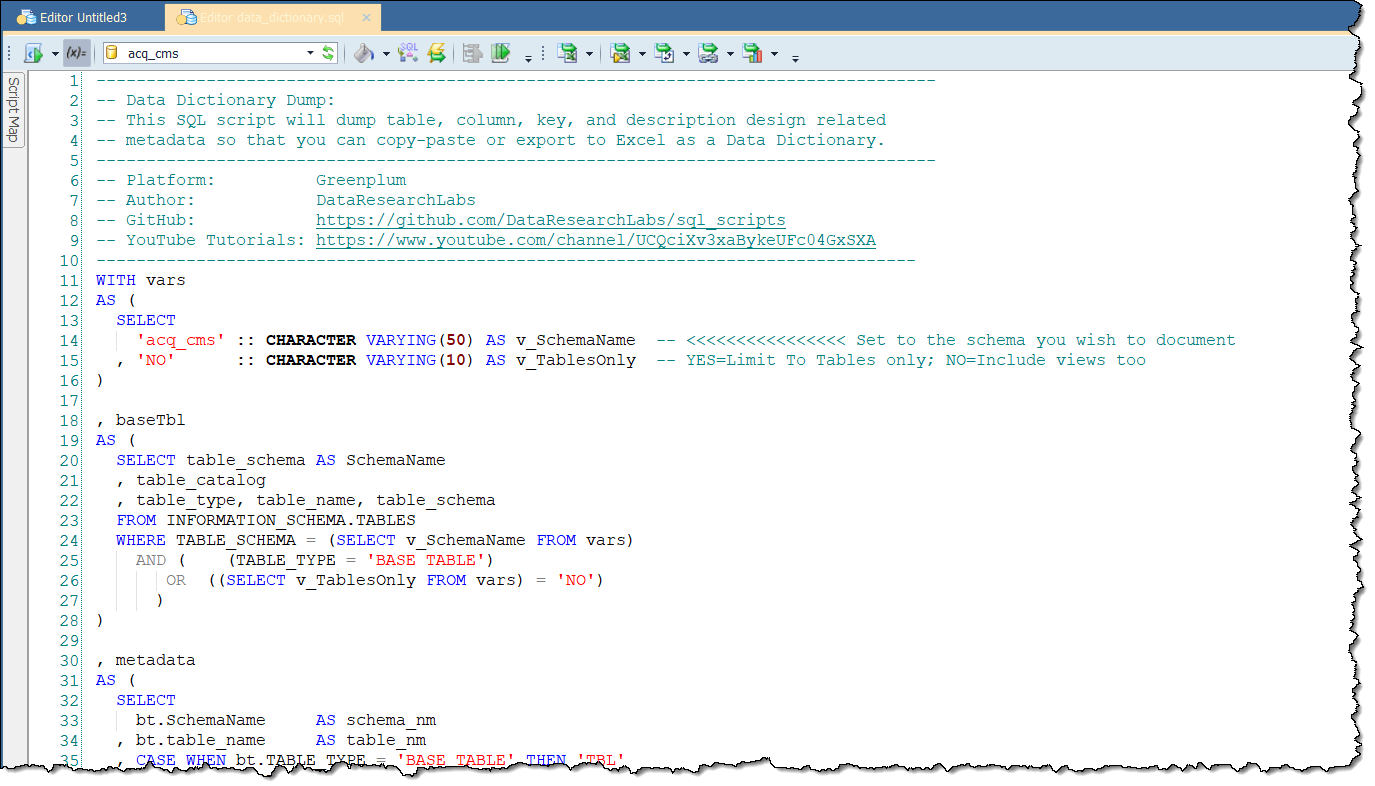 Editor Untitled3
Editor data_dictionary.sql
(x)= acq_cms SQL
Script Map
1 ------------------------------------------------------------------------------------
2 -- Data Dictionary Dump:
3 -- This SQL script will dump table, column, key, and description design related
4 -- metadata so that you can copy-paste or export to Excel as a Data Dictionary.
5 ------------------------------------------------------------------------------------
6 -- Platform:          Greenplum
7 -- Author:            DataResearchLabs
8 -- GitHub:            https://github.com/DataResearchLabs/sql_scripts
9 -- YouTube Tutorials: https://www.youtube.com/channel/UCQciXv3xaBykeUFc04GxSXA
10 ----------------------------------------------------------------------------------
11 WITH vars
12 AS (
13   SELECT
14     'acq_cms' :: CHARACTER VARYING(50) AS v_SchemaName  -- <<<<<<<<<<<<<<<< Set to the schema you wish to document
15   , 'NO'      :: CHARACTER VARYING(10) AS v_TablesOnly  -- YES=Limit To Tables only; NO=Include views too
16 )
17
18 , baseTbl
19 AS (
20   SELECT table_schema AS SchemaName
21   , table_catalog
22   , table_type, table_name, table_schema
23   FROM INFORMATION_SCHEMA.TABLES
24   WHERE TABLE_SCHEMA = (SELECT v_SchemaName FROM vars)
25     AND (    (TABLE_TYPE = 'BASE TABLE')
26        OR  ((SELECT v_TablesOnly FROM vars) = 'NO')
27       )
28 )
29
30 , metadata
31 AS (
32   SELECT
33     bt.SchemaName     AS schema_nm
34   , bt.table_name     AS table_nm
35   , CASE WHEN bt.TABLE_TYPE = 'BASE TABLE' THEN 'TBL'